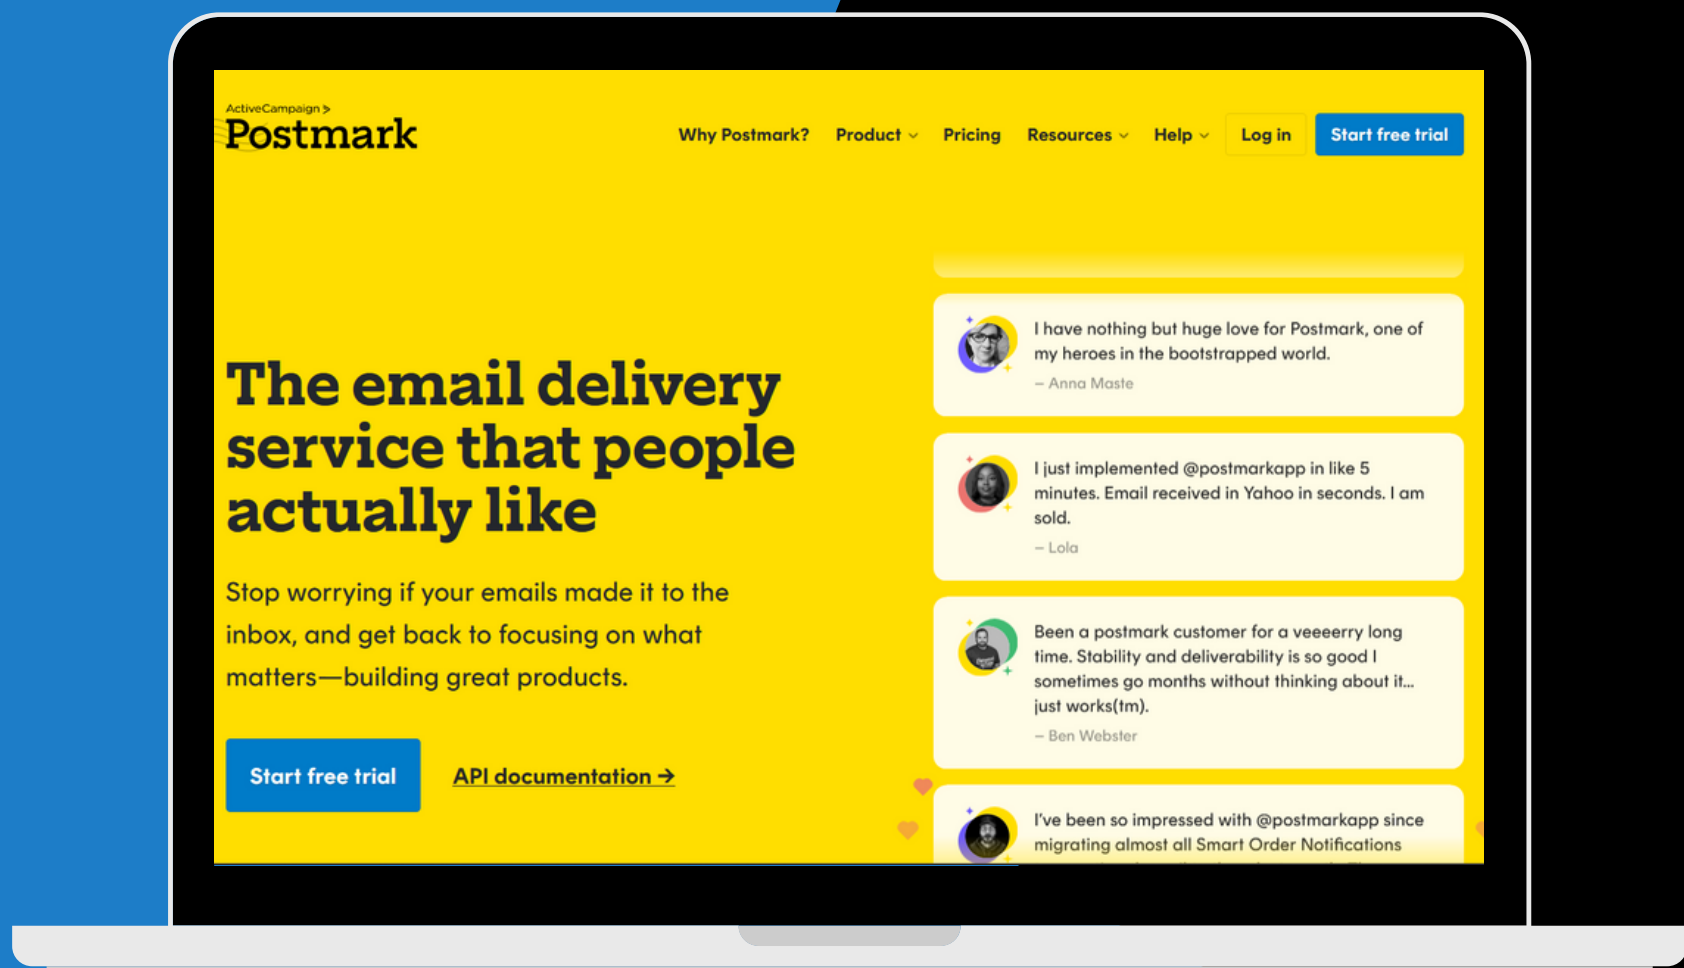 ActiveCampaign >
Postmark
Why Postmark? Product Pricing Resources Help Log in Start free trial
The email delivery
service that people
actually like
Stop worrying if your emails made it to the
inbox, and get back to focusing on what
matters—building great products.
Start free trial API documentation →
I have nothing but huge love for Postmark, one of
my heroes in the bootstrapped world.
– Anna Maste
I just implemented @postmarkapp in like 5
minutes. Email received in Yahoo in seconds. I am
sold.
– Lola
Been a postmark customer for a veeeerry long
time. Stability and deliverability is so good I
sometimes go months without thinking about it...
just works(tm).
– Ben Webster
I've been so impressed with @postmarkapp since
migrating almost all Smart Order Notifications